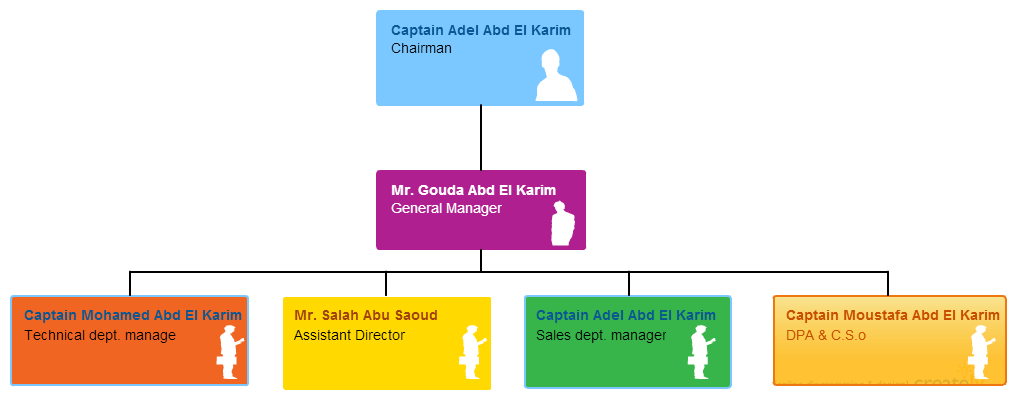 Captain Adel Abd El Karim
Chairman
Mr. Gouda Abd El Karim
General Manager
Captain Mohamed Abd El Karim
Technical dept. manage
Mr. Salah Abu Saoud
Assistant Director
Captain Adel Abd El Karim
Sales dept. manager
Captain Moustafa Abd El Karim
DPA & C.S.o